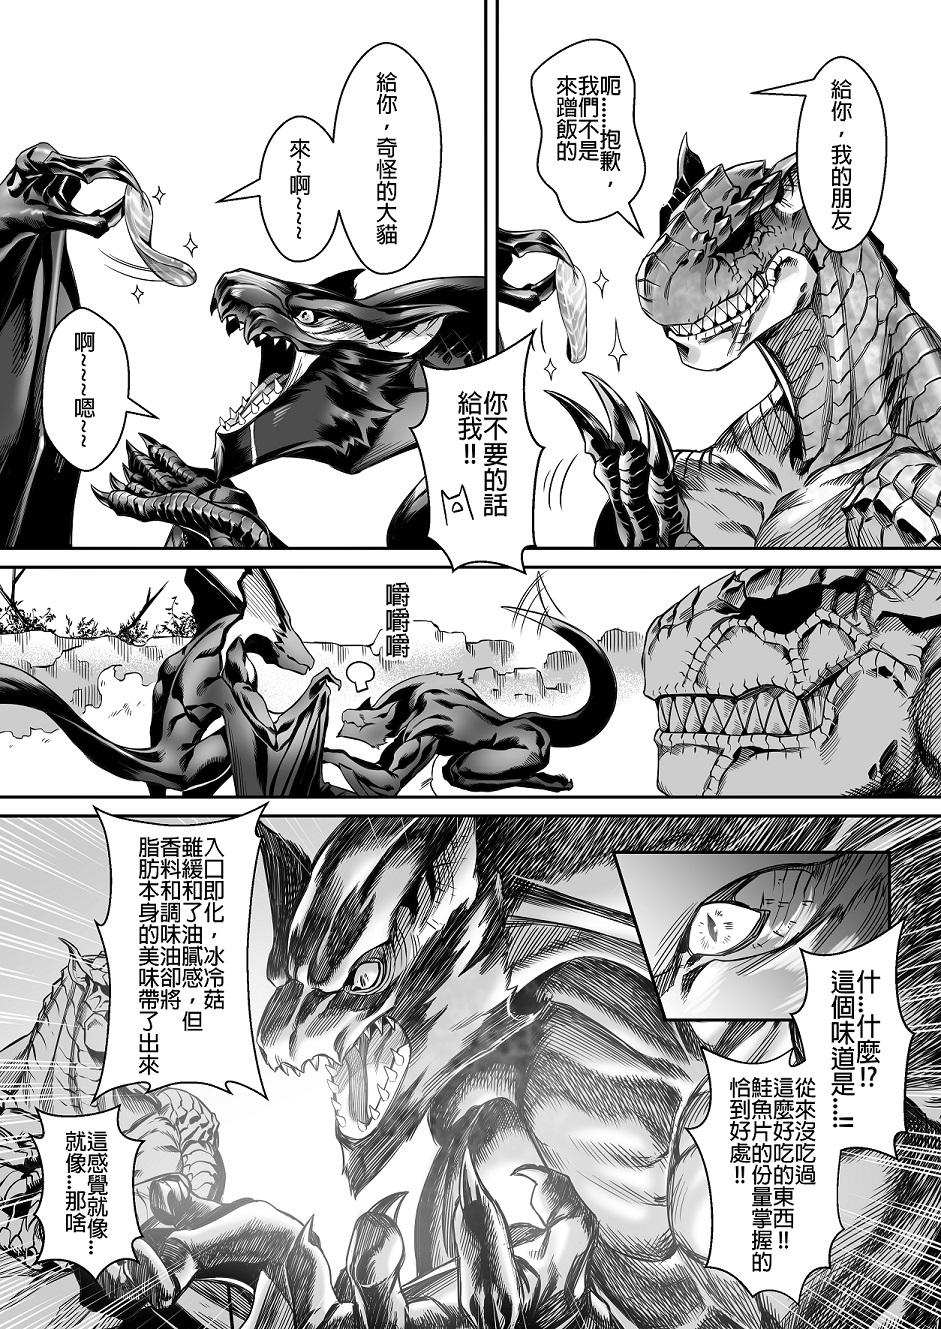 給你，我的朋友
呃……抱歉，
我們不是
來蹭飯的
你不要的話
給我!!
給你，奇怪的大貓
來~啊~~~
啊~~~~嗯~~
嚼嚼嚼
什……什麼!?
這個味道是……!!
從來沒吃過
這麼好吃的東西!!
鮭魚片的份量掌握的
恰到好處!!
入口即化，冰冷菇
雖緩和了油膩感，但
香料和調味油卻將
脂肪本身的美味帶了出來
這感覺就像…
就像…那啥